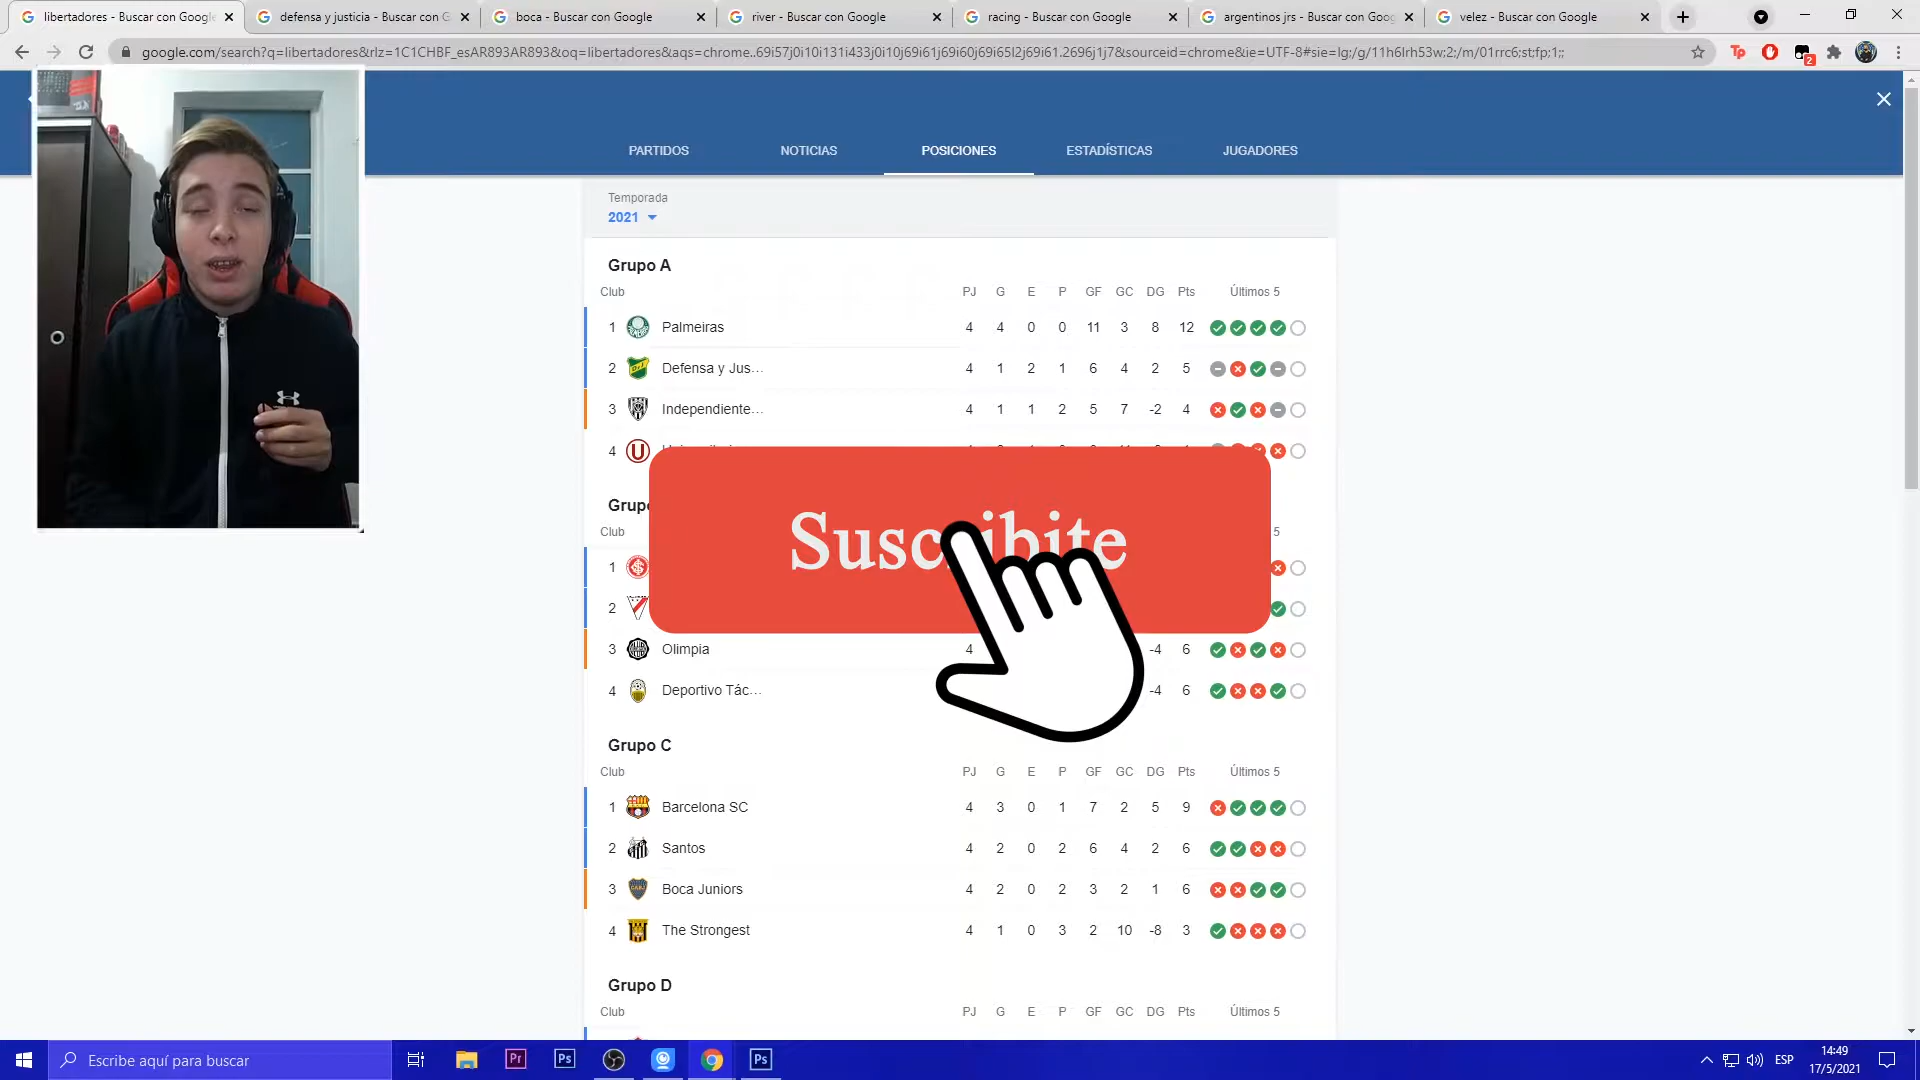 libertadores - Buscar con Google
defensa y justicia - Buscar con G
boca - Buscar con Google
river - Buscar con Google
racing - Buscar con Google
argentinos jrs - Buscar con Goog
velez - Buscar con Google
google.com/search?q=libertadores&rlz=1C1CHBF_esAR893AR893&oq=libertadores&aqs=chrome..69i57j0i10i131i433j0i10j69i61j69i60j69i65l2j69i61.2696j1j7&sourceid=chrome&ie=UTF-8#sie=lg;/g/11h6lrh53w;2;/m/01rrc6;st;fp;1;;
Tp
2
PARTIDOS NOTICIAS POSICIONES ESTADÍSTICAS JUGADORES
Temporada
2021
Grupo A
Club PJ G E P GF GC DG Pts Últimos 5
1 Palmeiras 4 4 0 0 11 3 8 12
2 Defensa y Jus... 4 1 2 1 6 4 2 5
3 Independiente... 4 1 1 2 5 7 -2 4
4 U
Grupo
Club 5
1
2
Suscribite
3 Olimpia 4 -4 6
4 Deportivo Tác... -4 6
Grupo C
Club PJ G E P GF GC DG Pts Últimos 5
1 Barcelona SC 4 3 0 1 7 2 5 9
2 Santos 4 2 0 2 6 4 2 6
3 Boca Juniors 4 2 0 2 3 2 1 6
4 The Strongest 4 1 0 3 2 10 -8 3
Grupo D
Club PJ G E P GF GC DG Pts Últimos 5
Escribe aquí para buscar
Pr
Ps
Ps
ESP
14:49
17/5/2021